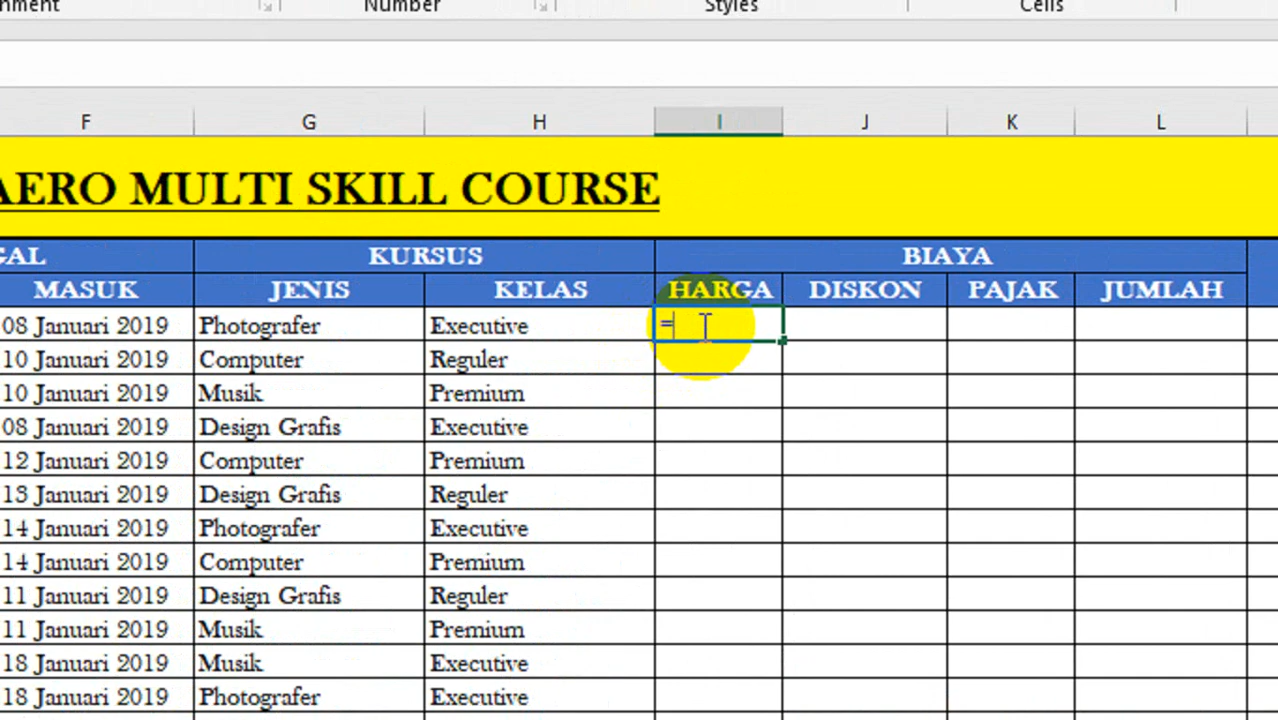 Number Styles Cells
F G H I J K L
AERO MULTI SKILL COURSE
KURSUS BIAYA
MASUK JENIS KELAS HARGA DISKON PAJAK JUMLAH
08 Januari 2019 Photografer Executive =
10 Januari 2019 Computer Reguler
10 Januari 2019 Musik Premium
08 Januari 2019 Design Grafis Executive
12 Januari 2019 Computer Premium
13 Januari 2019 Design Grafis Reguler
14 Januari 2019 Photografer Executive
14 Januari 2019 Computer Premium
11 Januari 2019 Design Grafis Reguler
11 Januari 2019 Musik Premium
18 Januari 2019 Musik Executive
18 Januari 2019 Photografer Executive